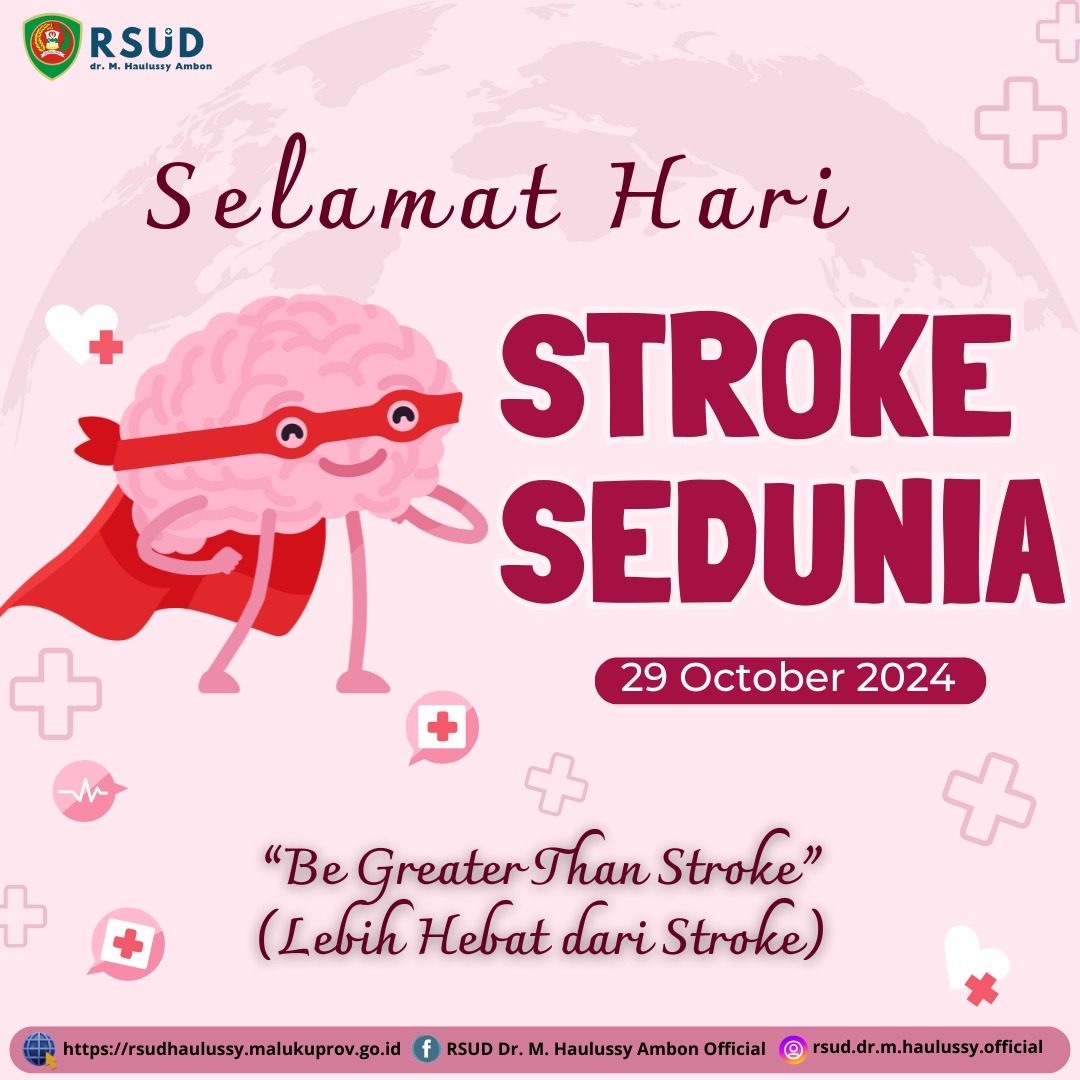 RSUD
dr. M. Haulussy Ambon
Selamat Hari
STROKE
SEDUNIA
29 October 2024
“Be Greater Than Stroke”
(Lebih Hebat dari Stroke)
https://rsudhaulussy.malukuprov.go.id RSUD Dr. M. Haulussy Ambon Official rsud.dr.m.haulussy.official